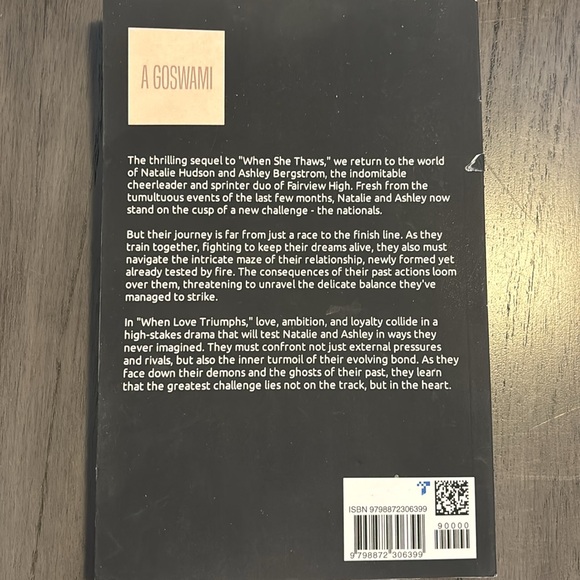 A GOSWAMI
The thrilling sequel to "When She Thaws," we return to the world
of Natalie Hudson and Ashley Bergstrom, the indomitable
cheerleader and sprinter duo of Fairview High. Fresh from the
tumultuous events of the last few months, Natalie and Ashley now
stand on the cusp of a new challenge - the nationals.
But their journey is far from just a race to the finish line. As they
train together, fighting to keep their dreams alive, they also must
navigate the intricate maze of their relationship, newly formed yet
already tested by fire. The consequences of their past actions loom
over them, threatening to unravel the delicate balance they've
managed to strike.
In "When Love Triumphs," love, ambition, and loyalty collide in a
high-stakes drama that will test Natalie and Ashley in ways they
never imagined. They must confront not just external pressures
and rivals, but also the inner turmoil of their evolving bond. As they
face down their demons and the ghosts of their past, they learn
that the greatest challenge lies not on the track, but in the heart.
ISBN 9798872306399
90000
9 798872 306399